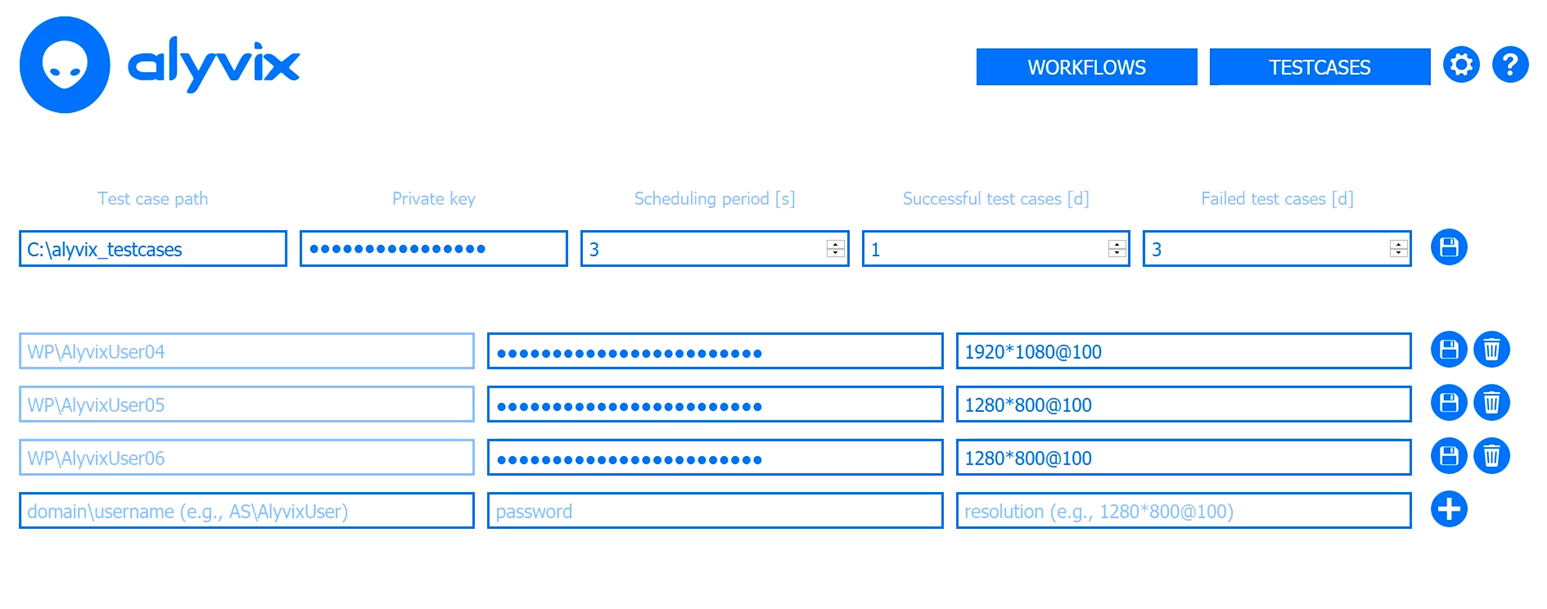 alyvix
WORKFLOWS TESTCASES ?
Test case path Private key Scheduling period [s] Successful test cases [d] Failed test cases [d]
C:\alyvix_testcases ●●●●●●●●●●●●●●●● 3 1 3
WP\AlyvixUser04 ●●●●●●●●●●●●●●●●●●●●●●●● 1920*1080@100
WP\AlyvixUser05 ●●●●●●●●●●●●●●●●●●●●●●●● 1280*800@100
WP\AlyvixUser06 ●●●●●●●●●●●●●●●●●●●●●●●● 1280*800@100
domain\username (e.g., AS\AlyvixUser) password resolution (e.g., 1280*800@100)